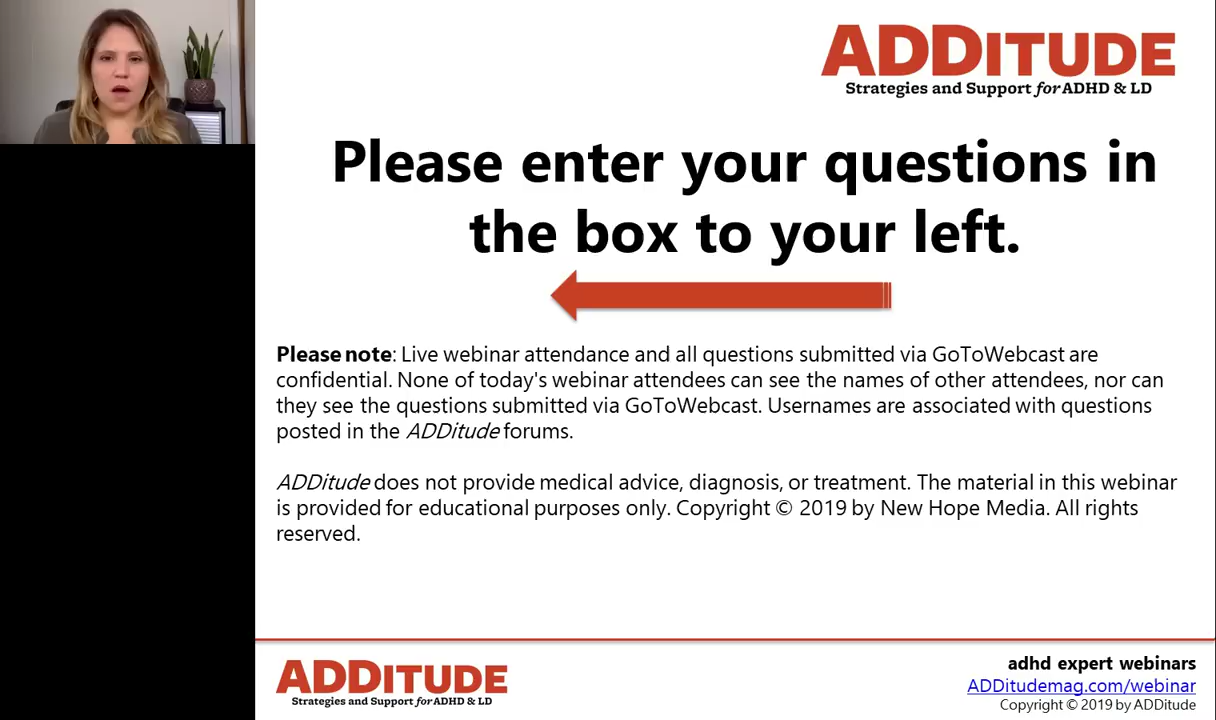 ADDITUDE
Strategies and Support for ADHD & LD
Please enter your questions in
the box to your left.
Please note: Live webinar attendance and all questions submitted via GoToWebcast are
confidential. None of today's webinar attendees can see the names of other attendees, nor can
they see the questions submitted via GoToWebcast. Usernames are associated with questions
posted in the ADDitude forums.
ADDitude does not provide medical advice, diagnosis, or treatment. The material in this webinar
is provided for educational purposes only. Copyright © 2019 by New Hope Media. All rights
reserved.
ADDITUDE
Strategies and Support for ADHD & LD
adhd expert webinars
ADDitudemag.com/webinar
Copyright © 2019 by ADDitude